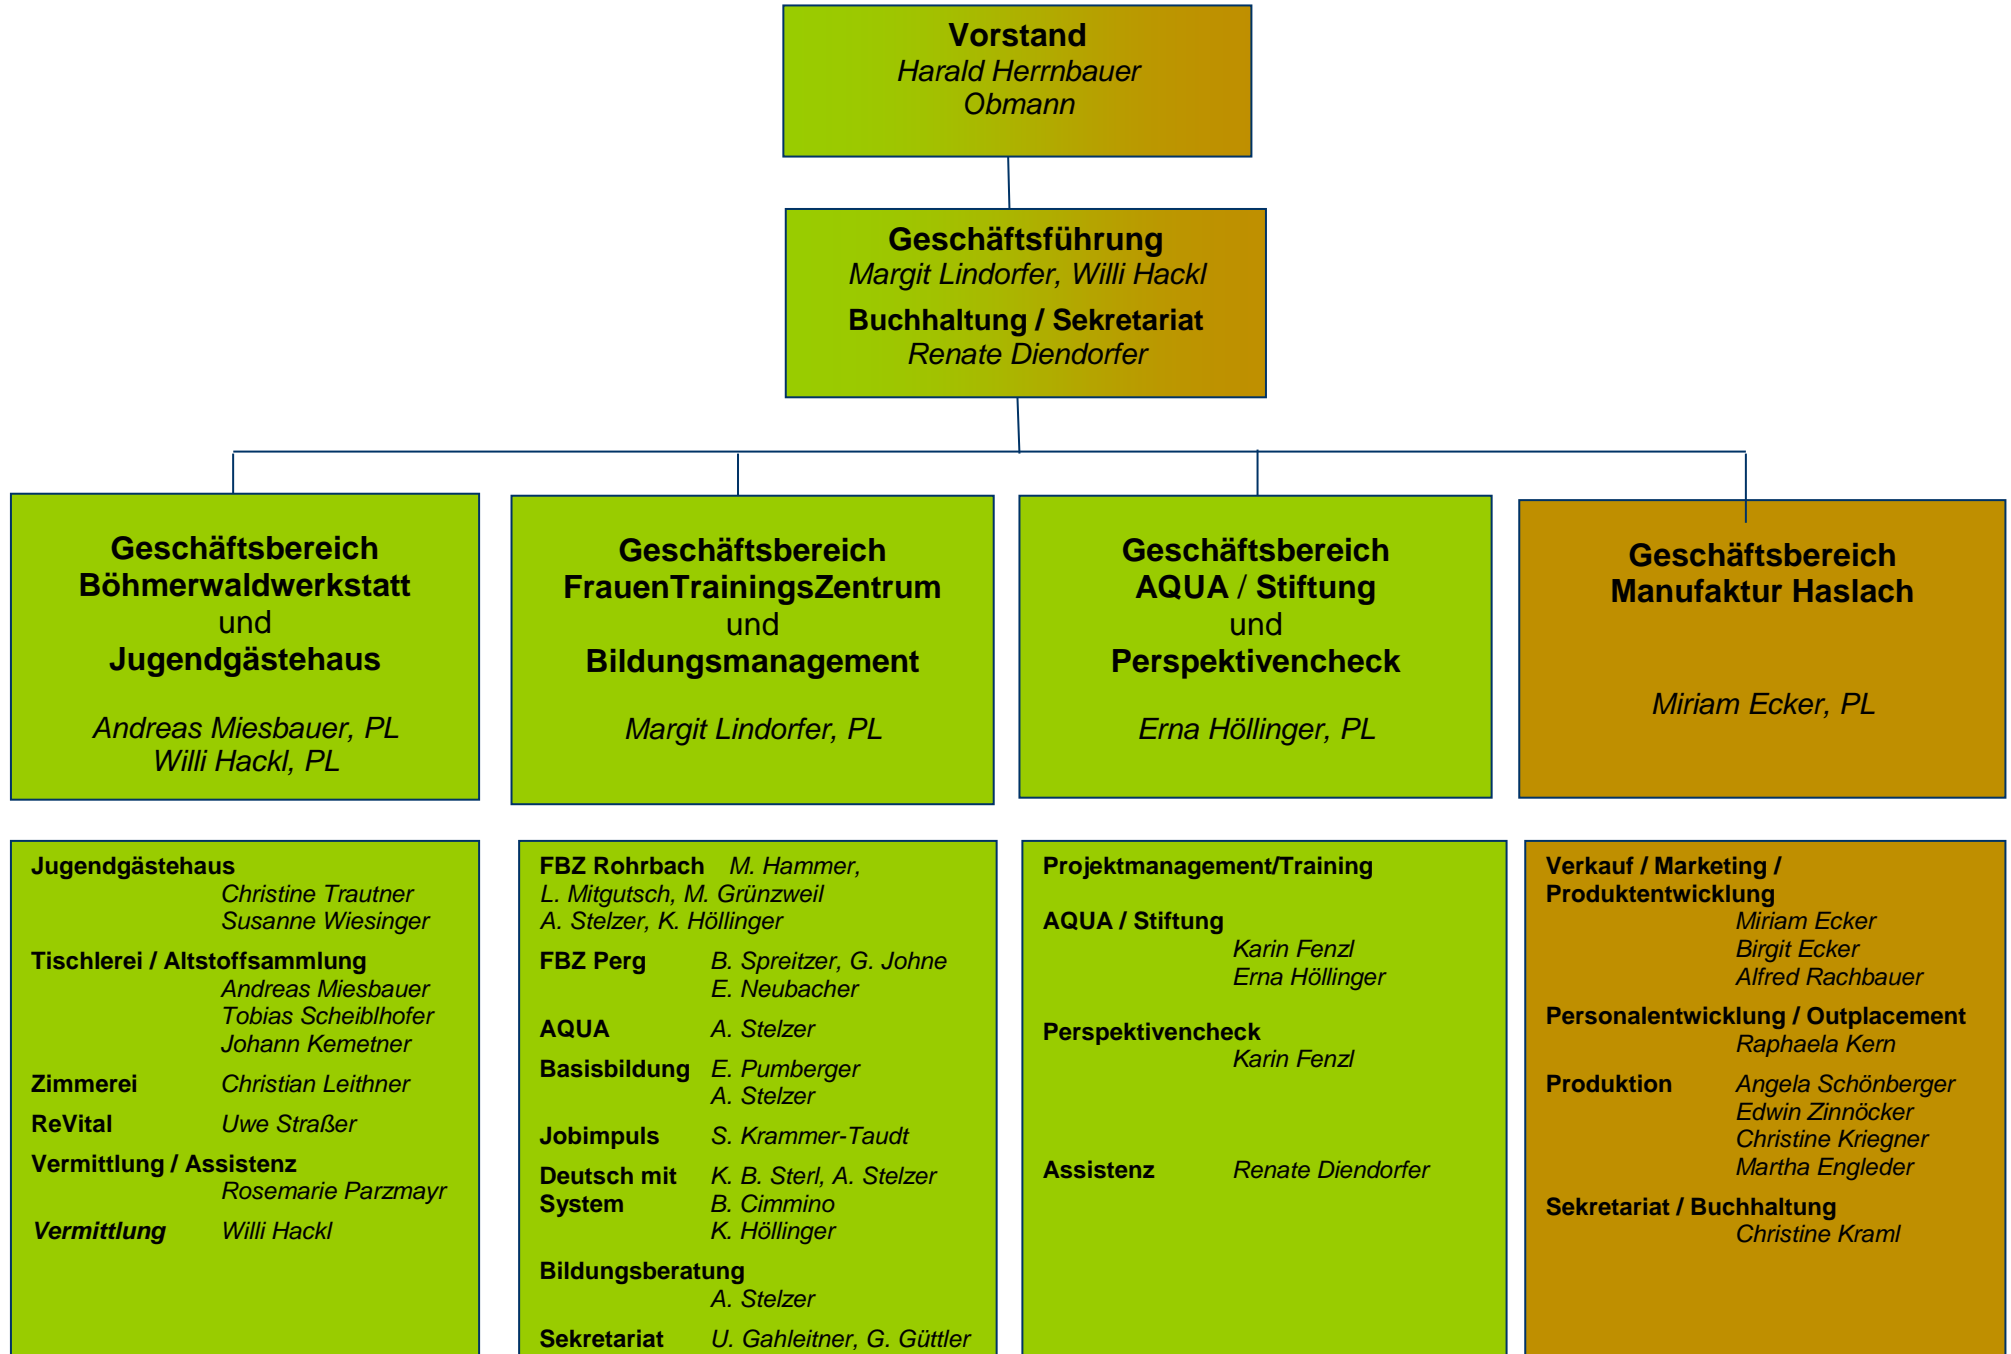 Vorstand
Harald Herrnbauer
Obmann
Geschäftsführung
Margit Lindorfer, Willi Hackl
Buchhaltung / Sekretariat
Renate Diendorfer
Geschäftsbereich
Böhmerwaldwerkstatt
und
Jugendgästehaus
Andreas Miesbauer, PL
Willi Hackl, PL
Geschäftsbereich
FrauenTrainingsZentrum
und
Bildungsmanagement
Margit Lindorfer, PL
Geschäftsbereich
AQUA / Stiftung
und
Perspektivencheck
Erna Höllinger, PL
Geschäftsbereich
Manufaktur Haslach
Miriam Ecker, PL
Jugendgästehaus
Christine Trautner
Susanne Wiesinger
Tischlerei / Altstoffsammlung
Andreas Miesbauer
Tobias Scheiblhofer
Johann Kemetner
Zimmerei Christian Leithner
ReVital Uwe Straßer
Vermittlung / Assistenz
Rosemarie Parzmayr
Vermittlung Willi Hackl
FBZ Rohrbach M. Hammer,
L. Mitgutsch, M. Grünzweil
A. Stelzer, K. Höllinger
FBZ Perg B. Spreitzer, G. Johne
E. Neubacher
AQUA A. Stelzer
Basisbildung E. Pumberger
A. Stelzer
Jobimpuls S. Krammer-Taudt
Deutsch mit K. B. Sterl, A. Stelzer
System B. Cimmino
K. Höllinger
Bildungsberatung
A. Stelzer
Sekretariat U. Gahleitner, G. Güttler
Projektmanagement/Training
AQUA / Stiftung
Karin Fenzl
Erna Höllinger
Perspektivencheck
Karin Fenzl
Assistenz Renate Diendorfer
Verkauf / Marketing /
Produktentwicklung
Miriam Ecker
Birgit Ecker
Alfred Rachbauer
Personalentwicklung / Outplacement
Raphaela Kern
Produktion Angela Schönberger
Edwin Zinnöcker
Christine Kriegner
Martha Engleder
Sekretariat / Buchhaltung
Christine Kraml